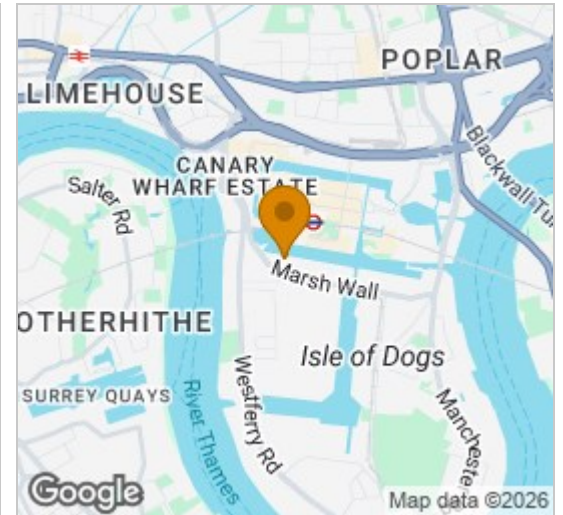 POPLAR
LIMEHOUSE
Blackwall Tu
CANARY
WHARF ESTATE
Salter Rd
Marsh Wall
OTHERHITHE
Isle of Dogs
SURREY QUAYS
River Thames
Westferry Rd
Mancheste
Google
Map data ©2026